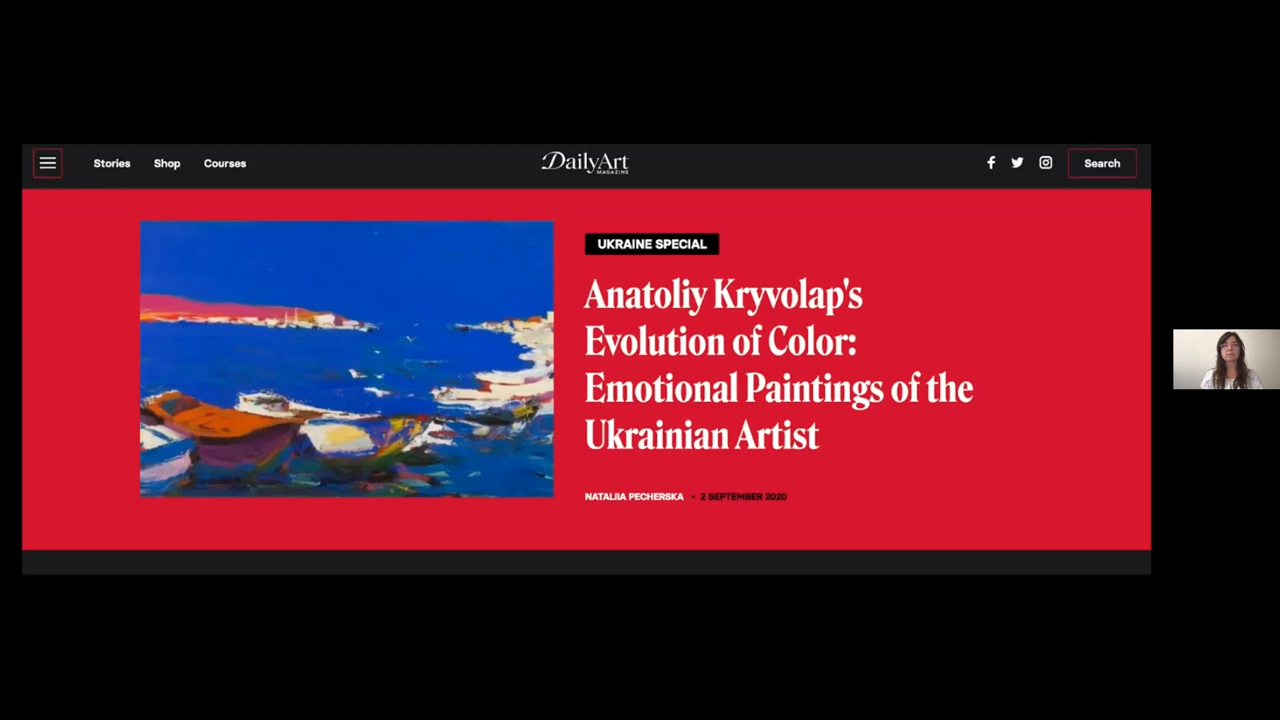 Stories Shop Courses DailyArt MAGAZINE Search
UKRAINE SPECIAL
Anatoliy Kryvolap's
Evolution of Color:
Emotional Paintings of the
Ukrainian Artist
NATALIIA PECHERSKA • 2 SEPTEMBER 2020